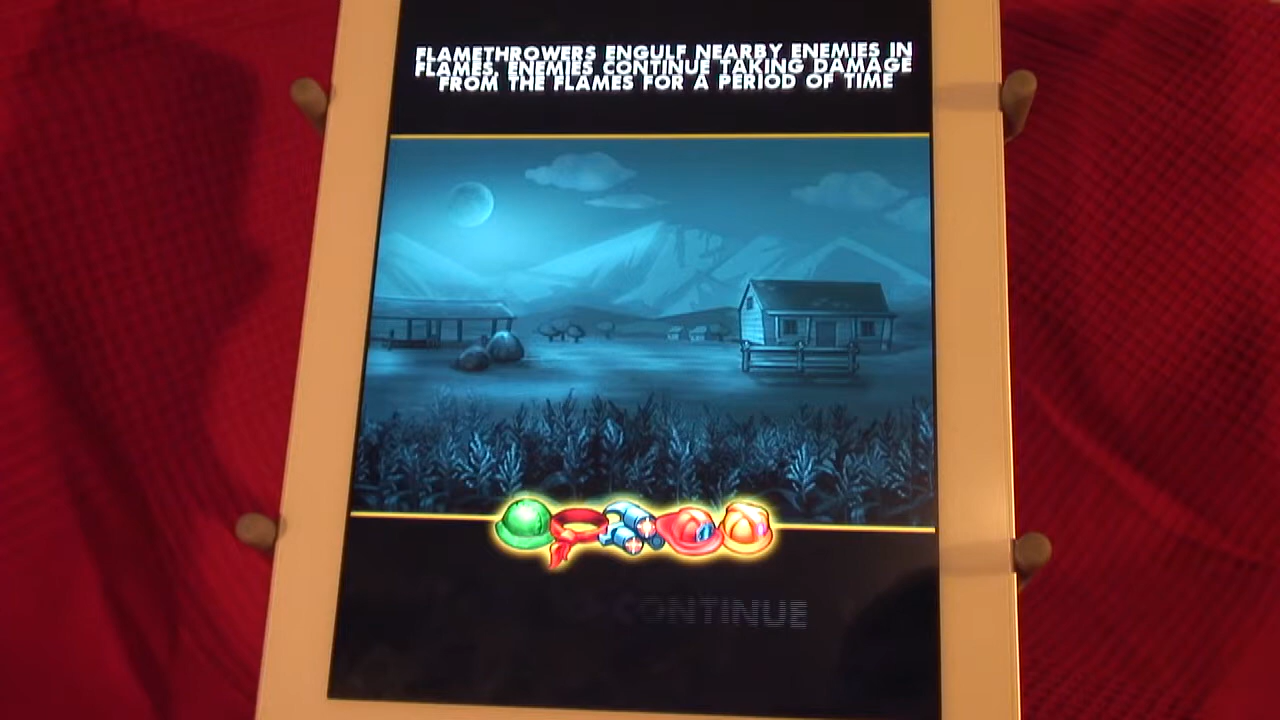 FLAMETHROWERS ENGULF NEARBY ENEMIES IN
FLAMES. ENEMIES CONTINUE TAKING DAMAGE
FROM THE FLAMES FOR A PERIOD OF TIME
CONTINUE